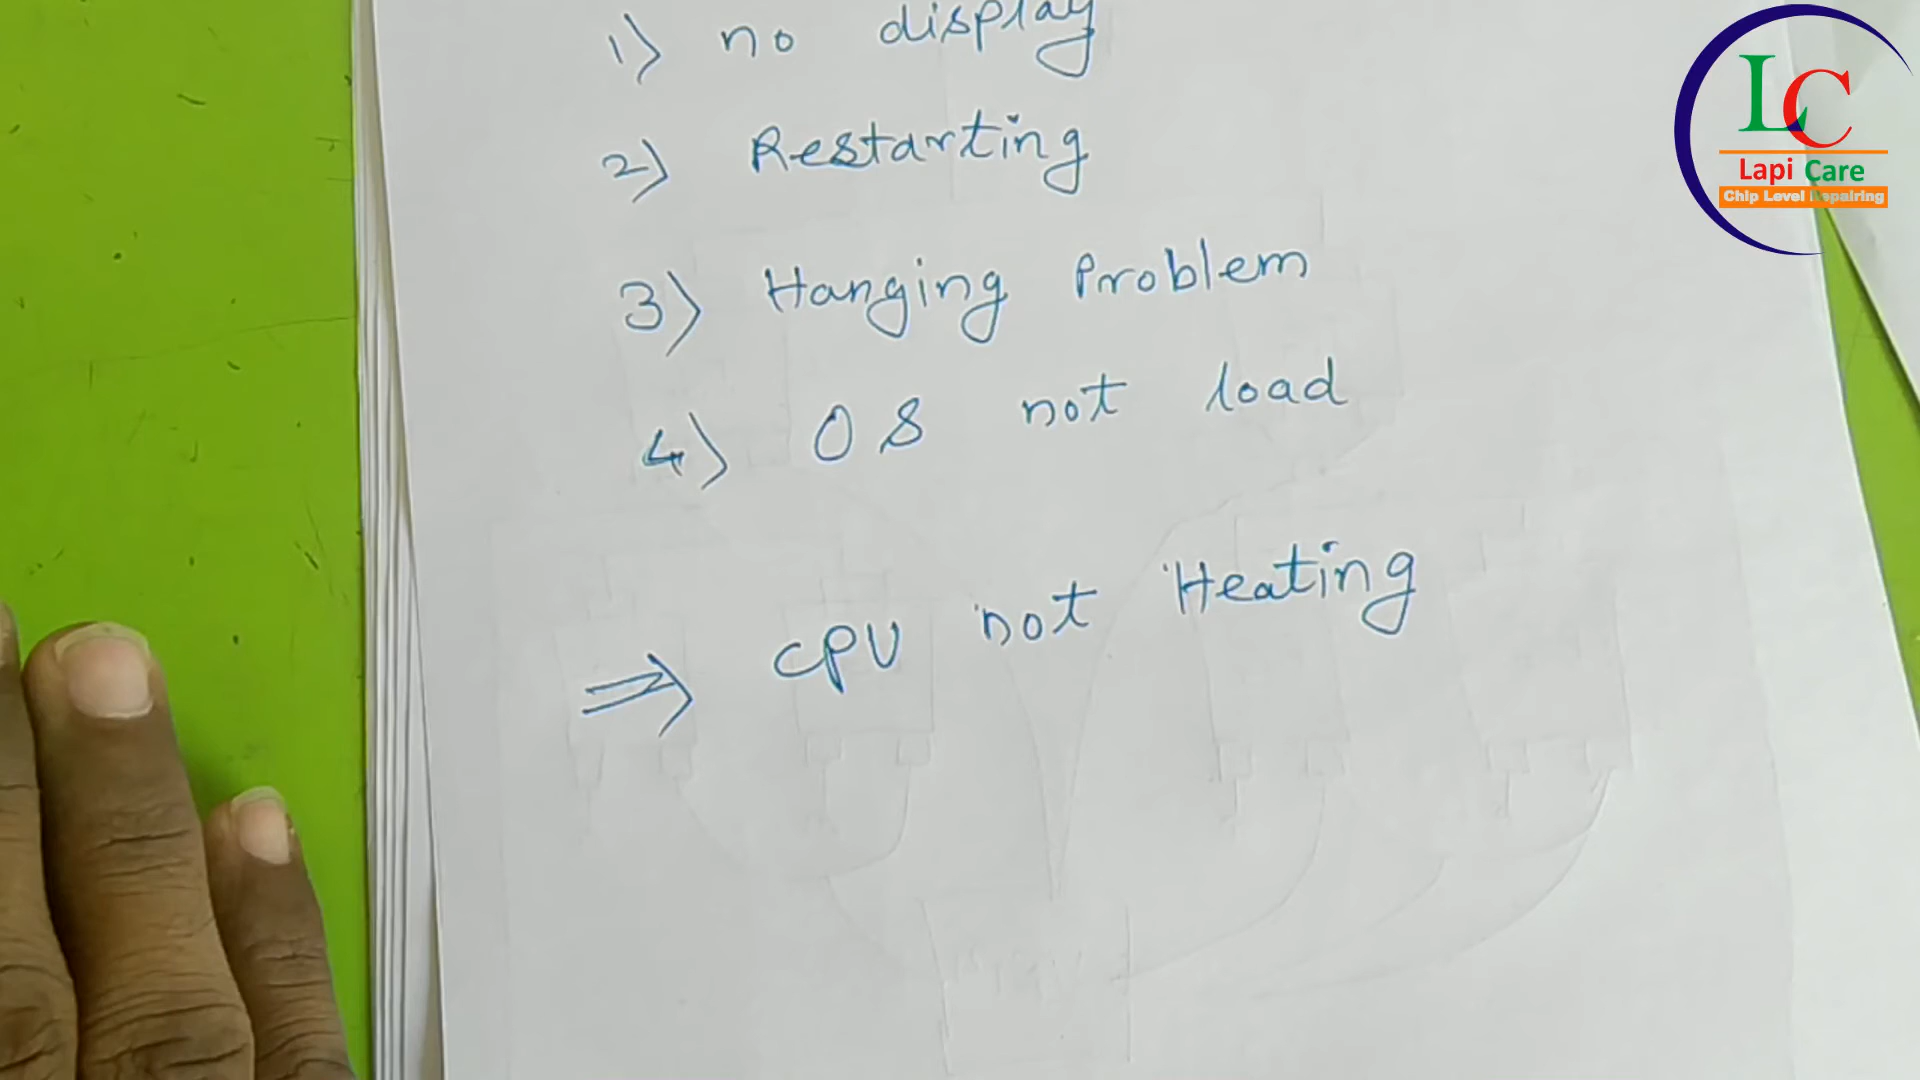 1) no display
2) Restarting
3) Hanging Problem
4) OS not load
⇒ CPU not Heating
LC
Lapi Care
Chip Level Repairing